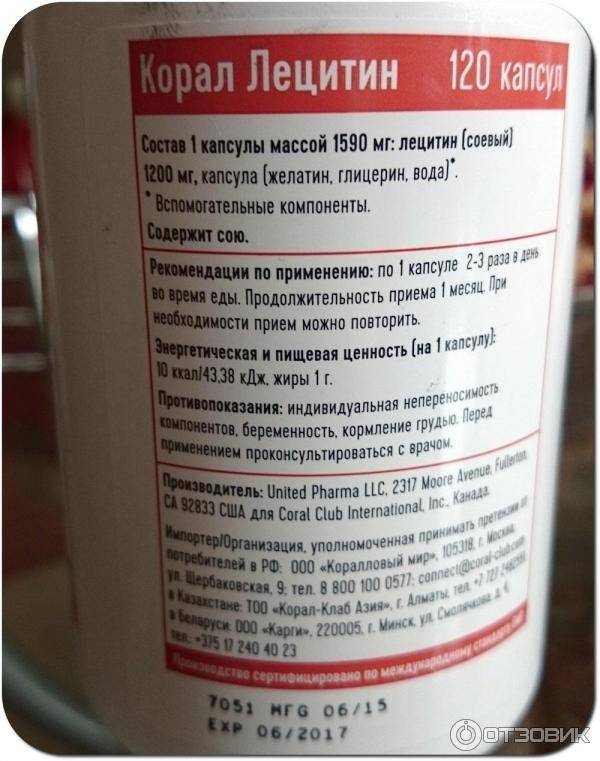 Корал Лецитин 120 капсул
Состав 1 капсулы массой 1590 мг: лецитин (соевый)
1200 мг, капсула (желатин, глицерин, вода)*.
* Вспомогательные компоненты.
Содержит сою.
Рекомендации по применению: по 1 капсуле 2-3 раза в день
во время еды. Продолжительность приема 1 месяц. При
необходимости прием можно повторить.
Энергетическая и пищевая ценность (на 1 капсулу):
10 ккал/43,38 кДж, жиры 1 г.
Противопоказания: индивидуальная непереносимость
компонентов, беременность, кормление грудью. Перед
применением проконсультироваться с врачом.
Производитель: United Pharma LLC, 2317 Moore Avenue, Fullerton,
CA 92833 США для Coral Club International, Inc., Канада.
Импортер/Организация, уполномоченная принимать претензии от
потребителей в РФ: ООО «Коралловый мир», 105318, г. Москва,
ул. Щербаковская, 9; тел. 8 800 100 0577; connect@coral-club.com,
в Казахстане: ТОО «Корал-Клаб Азия», г. Алматы, тел. +7 727
в Беларуси: ООО «Карги», 220005, г. Минск, ул. Смолячкова, д. 4,
тел.: +375 17 240 40 23
Производство сертифицировано по международному стандарту GMP
7051 MFG 06/15
EXP 06/2017
ОТЗОВИК